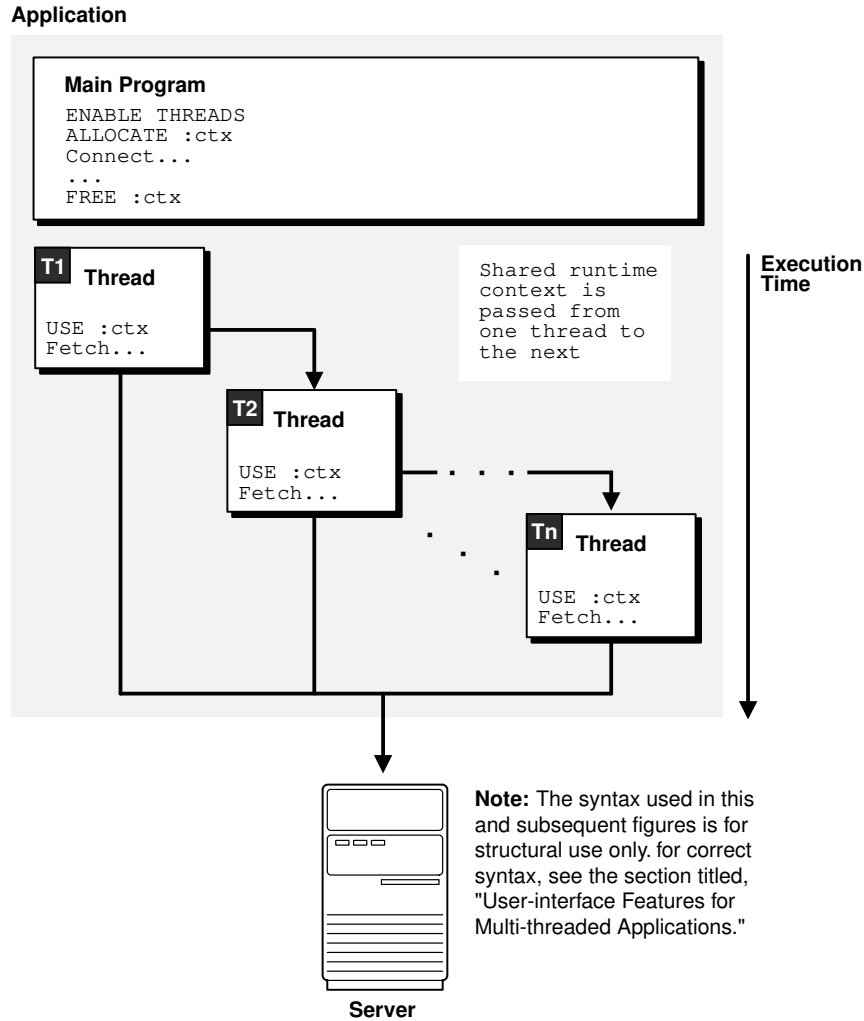 Application
Main Program
ENABLE THREADS
ALLOCATE :ctx
Connect...
...
FREE :ctx
T1
Thread
USE :ctx
Fetch...
Shared runtime
context is
passed from
one thread to
the next
Execution
Time
T2
Thread
USE :ctx
Fetch...
Tn
Thread
USE :ctx
Fetch...
Note: The syntax used in this
and subsequent figures is for
structural use only. for correct
syntax, see the section titled,
"User-interface Features for
Multi-threaded Applications."
Server